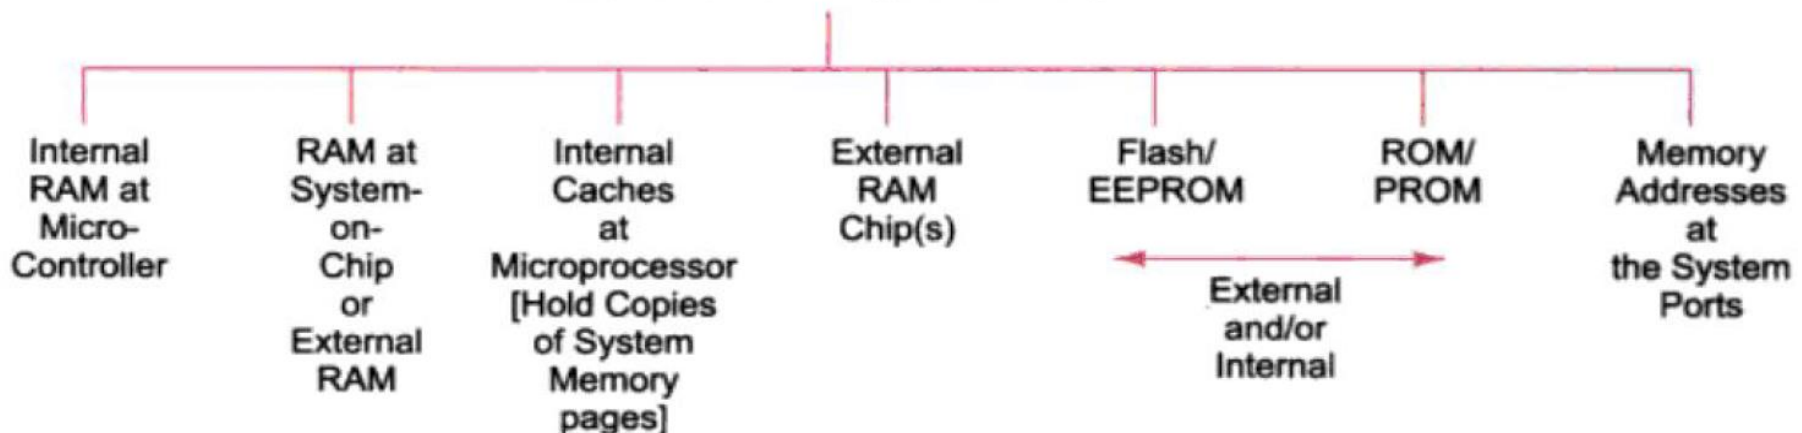 Internal
RAM at
Micro-
Controller
RAM at
System-
on-
Chip
or
External
RAM
Internal
Caches
at
Microprocessor
[Hold Copies
of System
Memory
pages]
External
RAM
Chip(s)
Flash/
EEPROM
ROM/
PROM
External
and/or
Internal
Memory
Addresses
at
the System
Ports